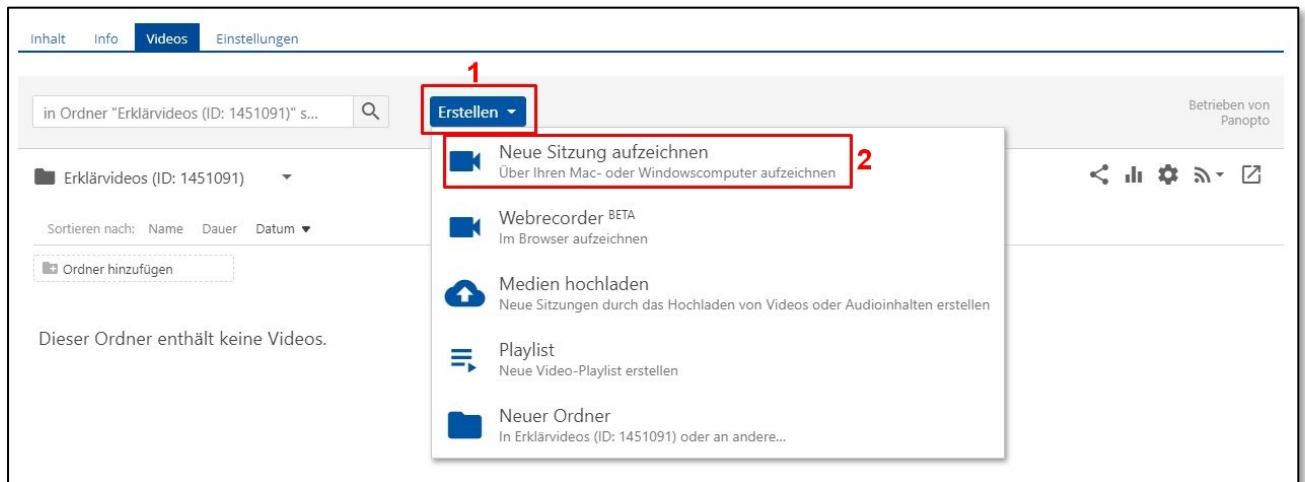 Inhalt Info Videos Einstellungen
1
in Ordner "Erklärvideos (ID: 1451091)" s...
Erstellen
Betrieben von
Panopto
Neue Sitzung aufzeichnen
Über Ihren Mac- oder Windowscomputer aufzeichnen
2
Erklärvideos (ID: 1451091)
Webrecorder BETA
Im Browser aufzeichnen
Sortieren nach: Name Dauer Datum
Ordner hinzufügen
Medien hochladen
Neue Sitzungen durch das Hochladen von Videos oder Audioinhalten erstellen
Dieser Ordner enthält keine Videos.
Playlist
Neue Video-Playlist erstellen
Neuer Ordner
In Erklärvideos (ID: 1451091) oder an andere...